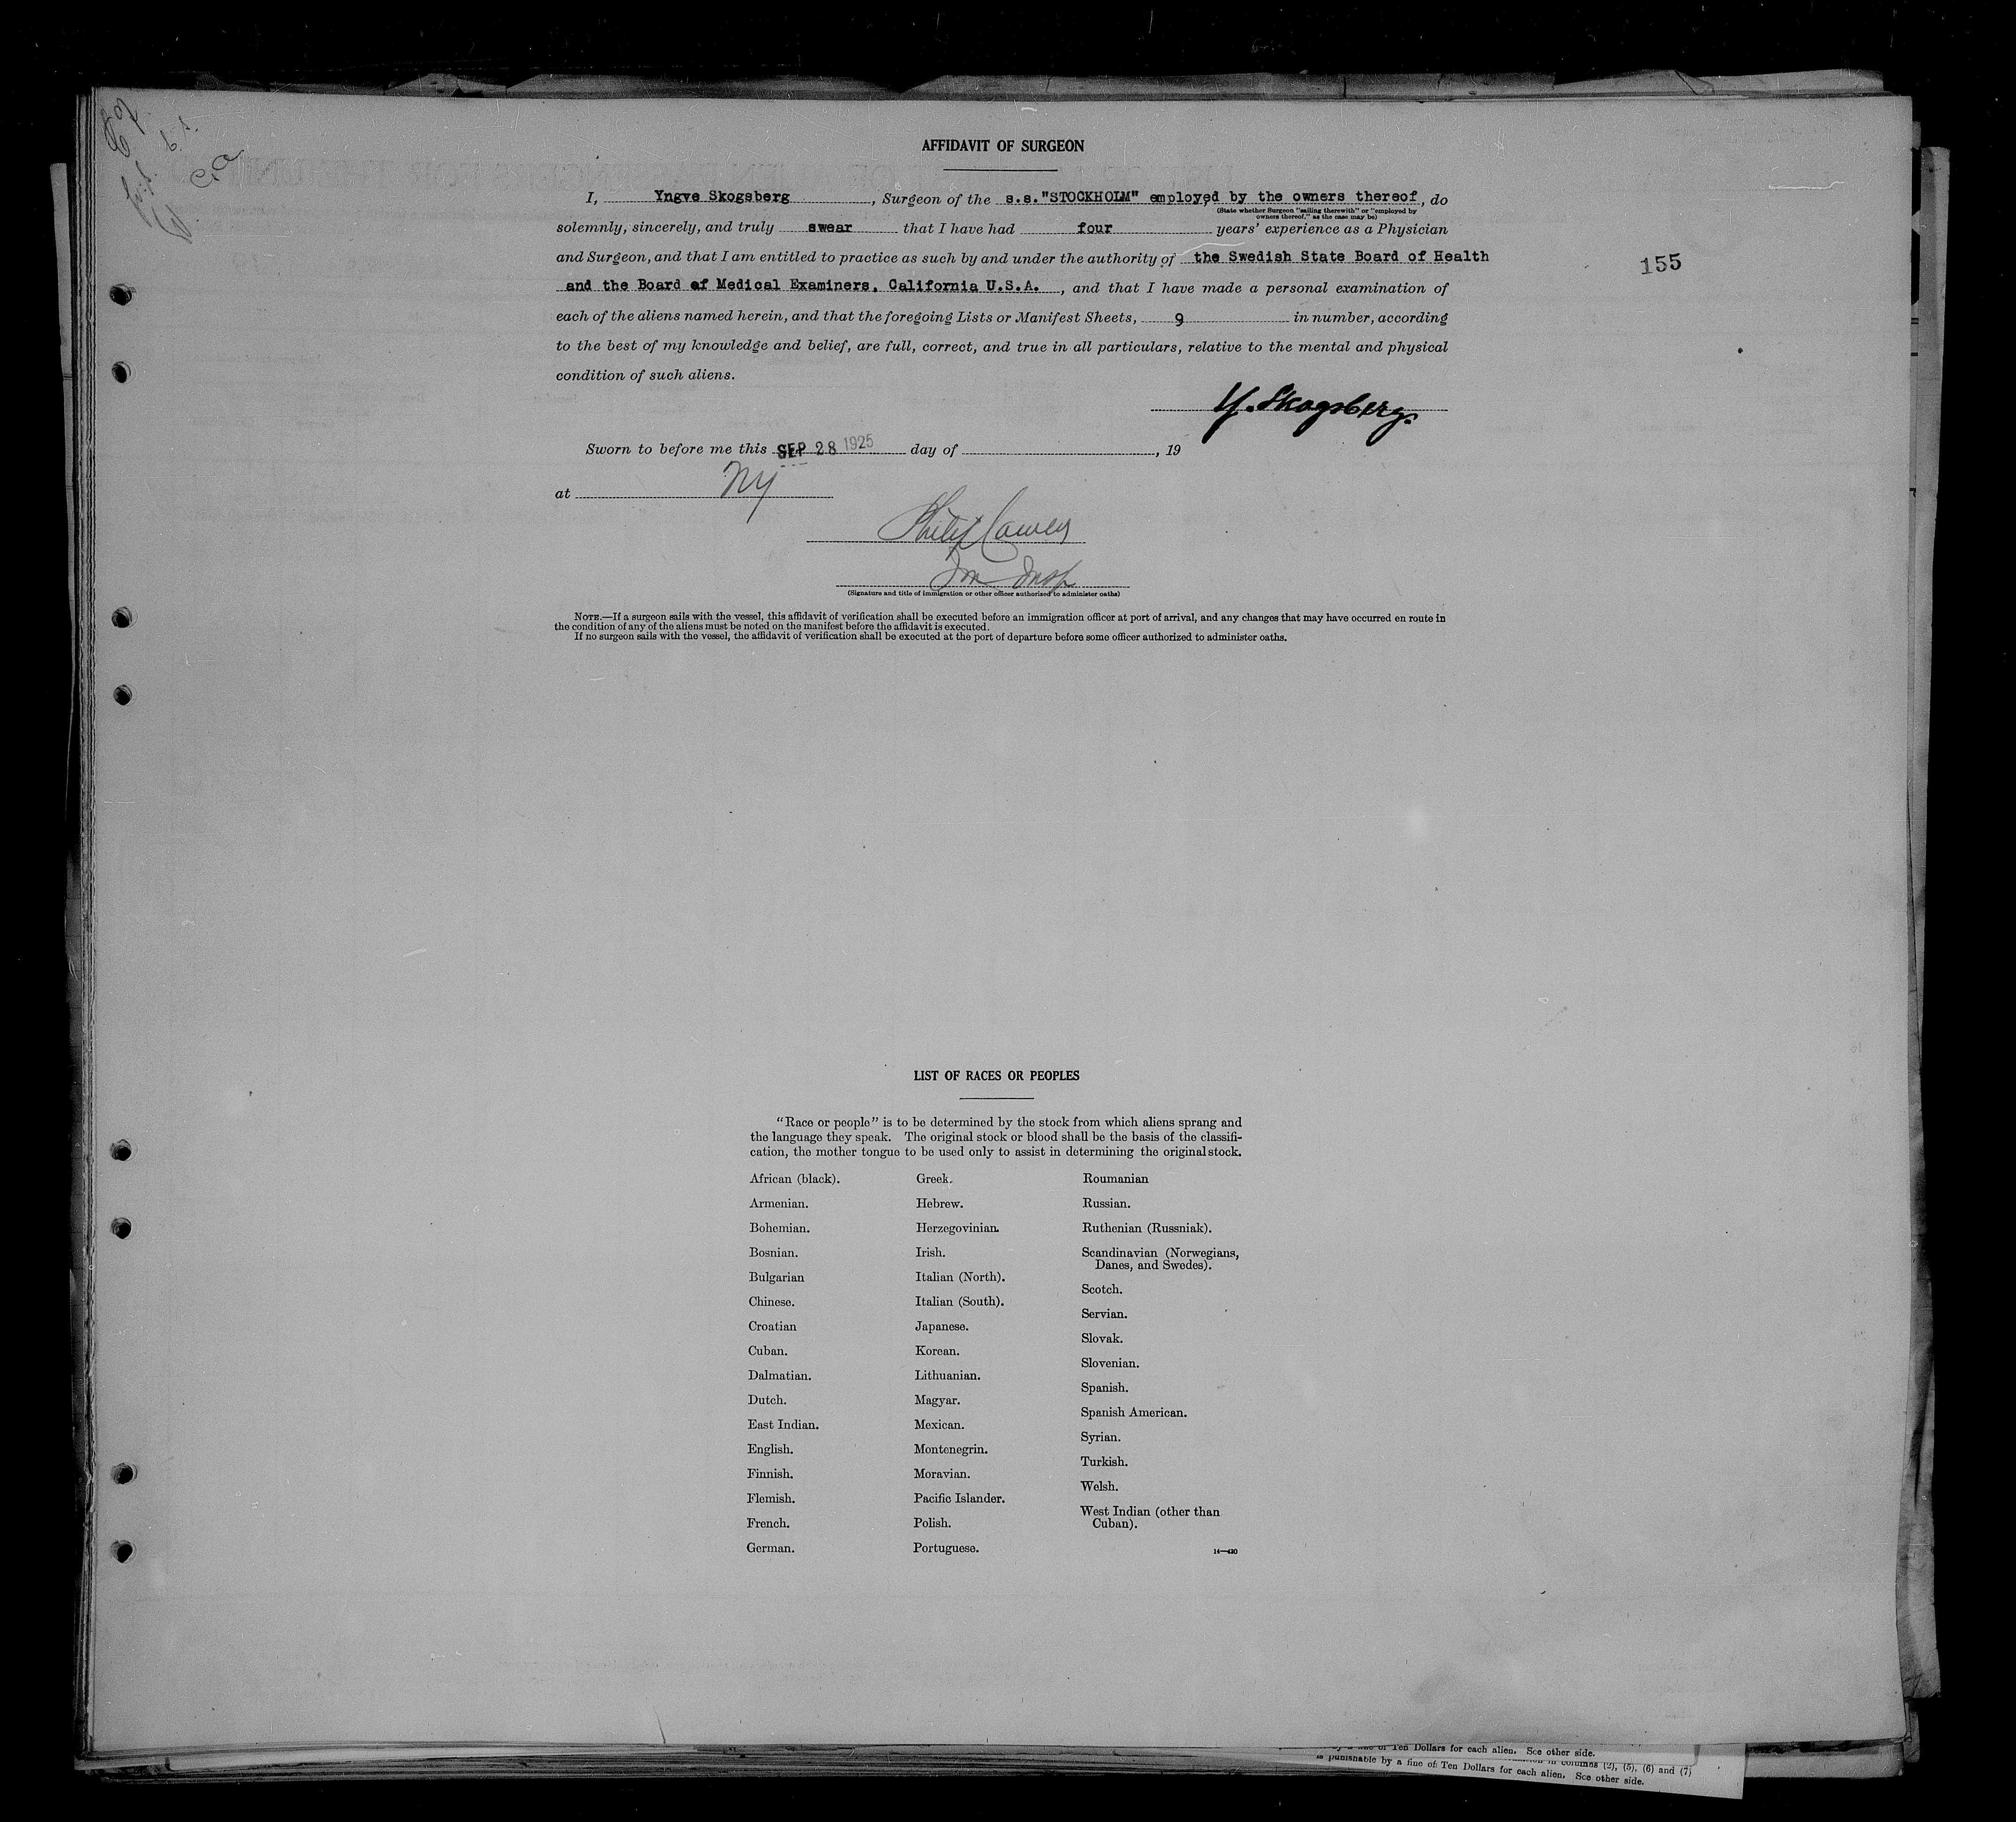 AFFIDAVIT OF SURGEON
I, Yngve Skogsberg, Surgeon of the s.s."STOCKHOLM" employed by the owners thereof, do
(State whether Surgeon "sailing therewith" or "employed by
owners thereof," as the case may be)
solemnly, sincerely, and truly swear that I have had four years' experience as a Physician
and Surgeon, and that I am entitled to practice as such by and under the authority of the Swedish State Board of Health
and the Board of Medical Examiners, California U.S.A., and that I have made a personal examination of
each of the aliens named herein, and that the foregoing Lists or Manifest Sheets, 9 in number, according
to the best of my knowledge and belief, are full, correct, and true in all particulars, relative to the mental and physical
condition of such aliens.
155
Y. Skogsberg.
Sworn to before me this SEP 28 1925 day of , 19
at NY
Philip Cowen
Im Insp
(Signature and title of immigration or other officer authorized to administer oaths)
NOTE.—If a surgeon sails with the vessel, this affidavit of verification shall be executed before an immigration officer at port of arrival, and any changes that may have occurred en route in
the condition of any of the aliens must be noted on the manifest before the affidavit is executed.
If no surgeon sails with the vessel, the affidavit of verification shall be executed at the port of departure before some officer authorized to administer oaths.
LIST OF RACES OR PEOPLES
"Race or people" is to be determined by the stock from which aliens sprang and
the language they speak. The original stock or blood shall be the basis of the classifi-
cation, the mother tongue to be used only to assist in determining the original stock.
African (black).
Armenian.
Bohemian.
Bosnian.
Bulgarian
Chinese.
Croatian
Cuban.
Dalmatian.
Dutch.
East Indian.
English.
Finnish.
Flemish.
French.
German.
Greek.
Hebrew.
Herzegovinian.
Irish.
Italian (North).
Italian (South).
Japanese.
Korean.
Lithuanian.
Magyar.
Mexican.
Montenegrin.
Moravian.
Pacific Islander.
Polish.
Portuguese.
Roumanian
Russian.
Ruthenian (Russniak).
Scandinavian (Norwegians,
Danes, and Swedes).
Scotch.
Servian.
Slovak.
Slovenian.
Spanish.
Spanish American.
Syrian.
Turkish.
Welsh.
West Indian (other than
Cuban).
14—430
Ten Dollars for each alien. See other side.
columns (2), (5), (6) and (7)
is punishable by a fine of Ten Dollars for each alien. See other side.